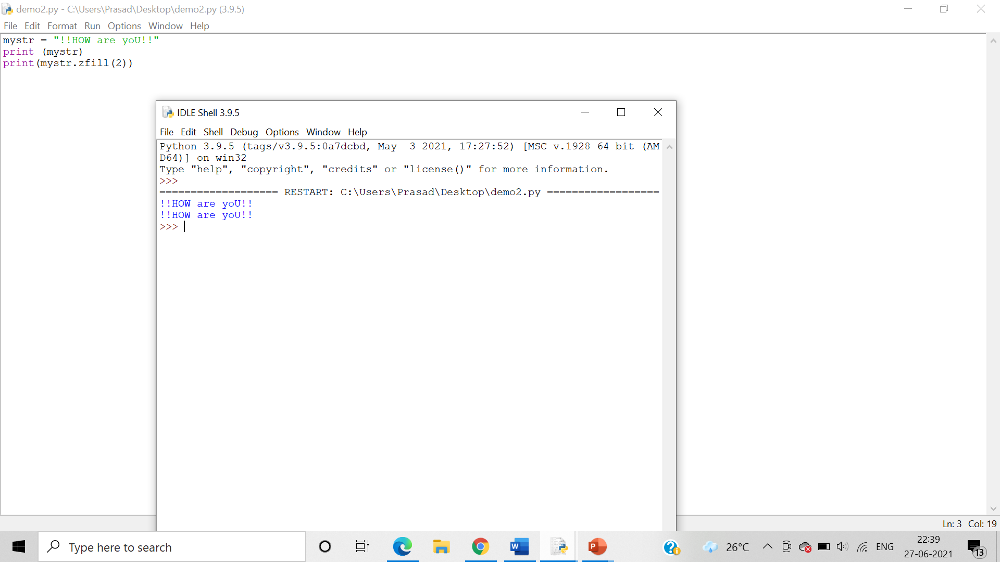 demo2.py - C:\Users\Prasad\Desktop\demo2.py (3.9.5)
File Edit Format Run Options Window Help
mystr = "!!HOW are yoU!!"
print (mystr)
print(mystr.zfill(2))
IDLE Shell 3.9.5
File Edit Shell Debug Options Window Help
Python 3.9.5 (tags/v3.9.5:0a7dcbd, May  3 2021, 17:27:52) [MSC v.1928 64 bit (AM
D64)] on win32
Type "help", "copyright", "credits" or "license()" for more information.
>>>
=================== RESTART: C:\Users\Prasad\Desktop\demo2.py ==================
!!HOW are yoU!!
!!HOW are yoU!!
>>>
Ln: 3 Col: 19
Type here to search
W
P
26°C
ENG
22:39
27-06-2021
13